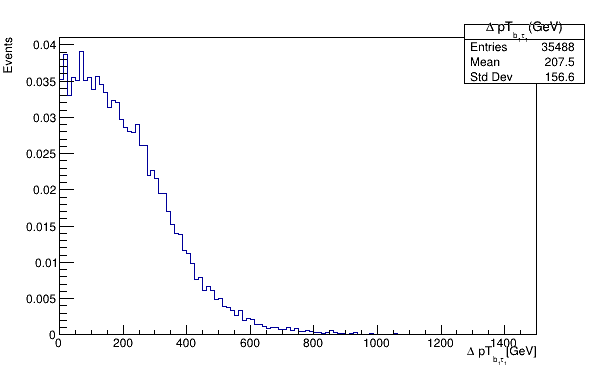 Δ pT_{b₁τ₁}(GeV)
Entries 35488
Mean 207.5
Std Dev 156.6
Events
0.04
0.035
0.03
0.025
0.02
0.015
0.01
0.005
0
0 200 400 600 800 1000 1200 1400
Δ pT_{b₁τ₁}[GeV]